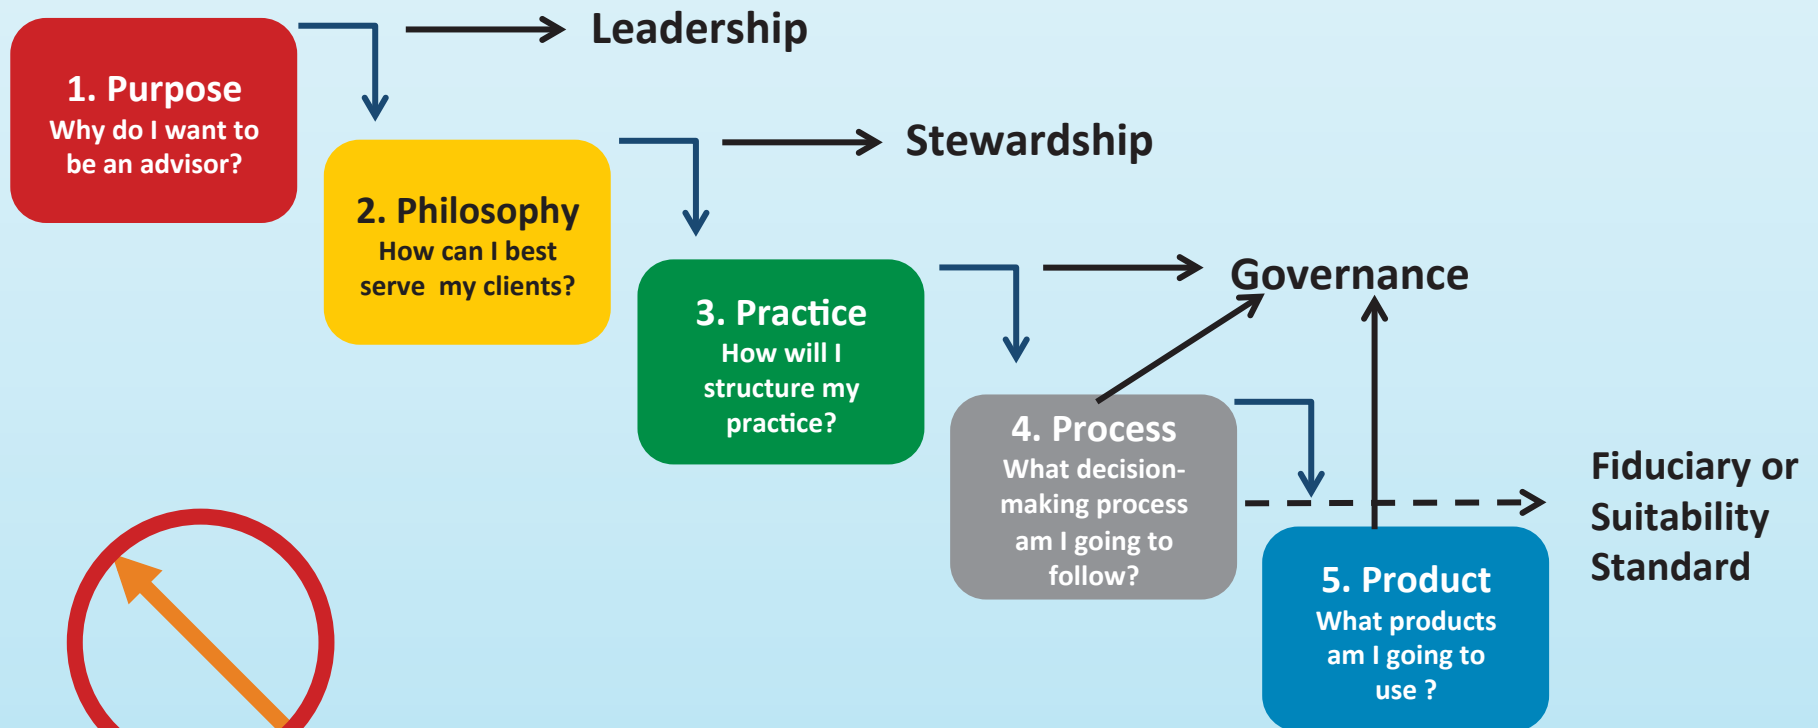 Leadership
1. Purpose
Why do I want to
be an advisor?
Stewardship
2. Philosophy
How can I best
serve  my clients?
Governance
3. Practice
How will I
structure my
practice?
4. Process
What decision-
making process
am I going to
follow?
Fiduciary or
Suitability
Standard
5. Product
What products
am I going to
use ?